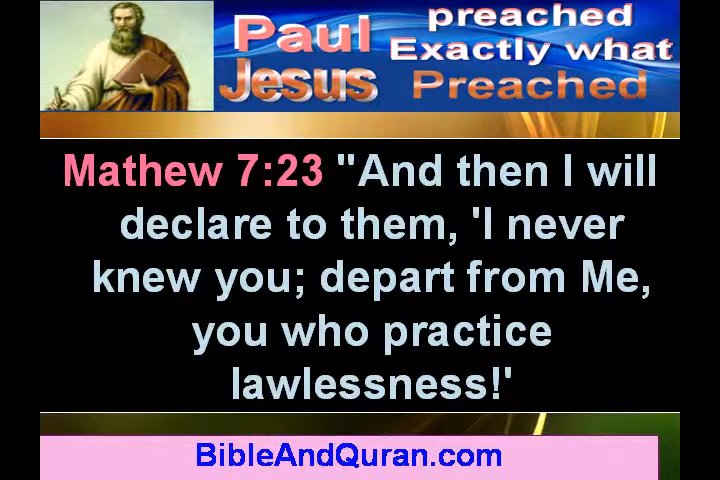 Paul preached
Exactly what
Jesus Preached
Mathew 7:23 "And then I will
declare to them, 'I never
knew you; depart from Me,
you who practice
lawlessness!'
BibleAndQuran.com